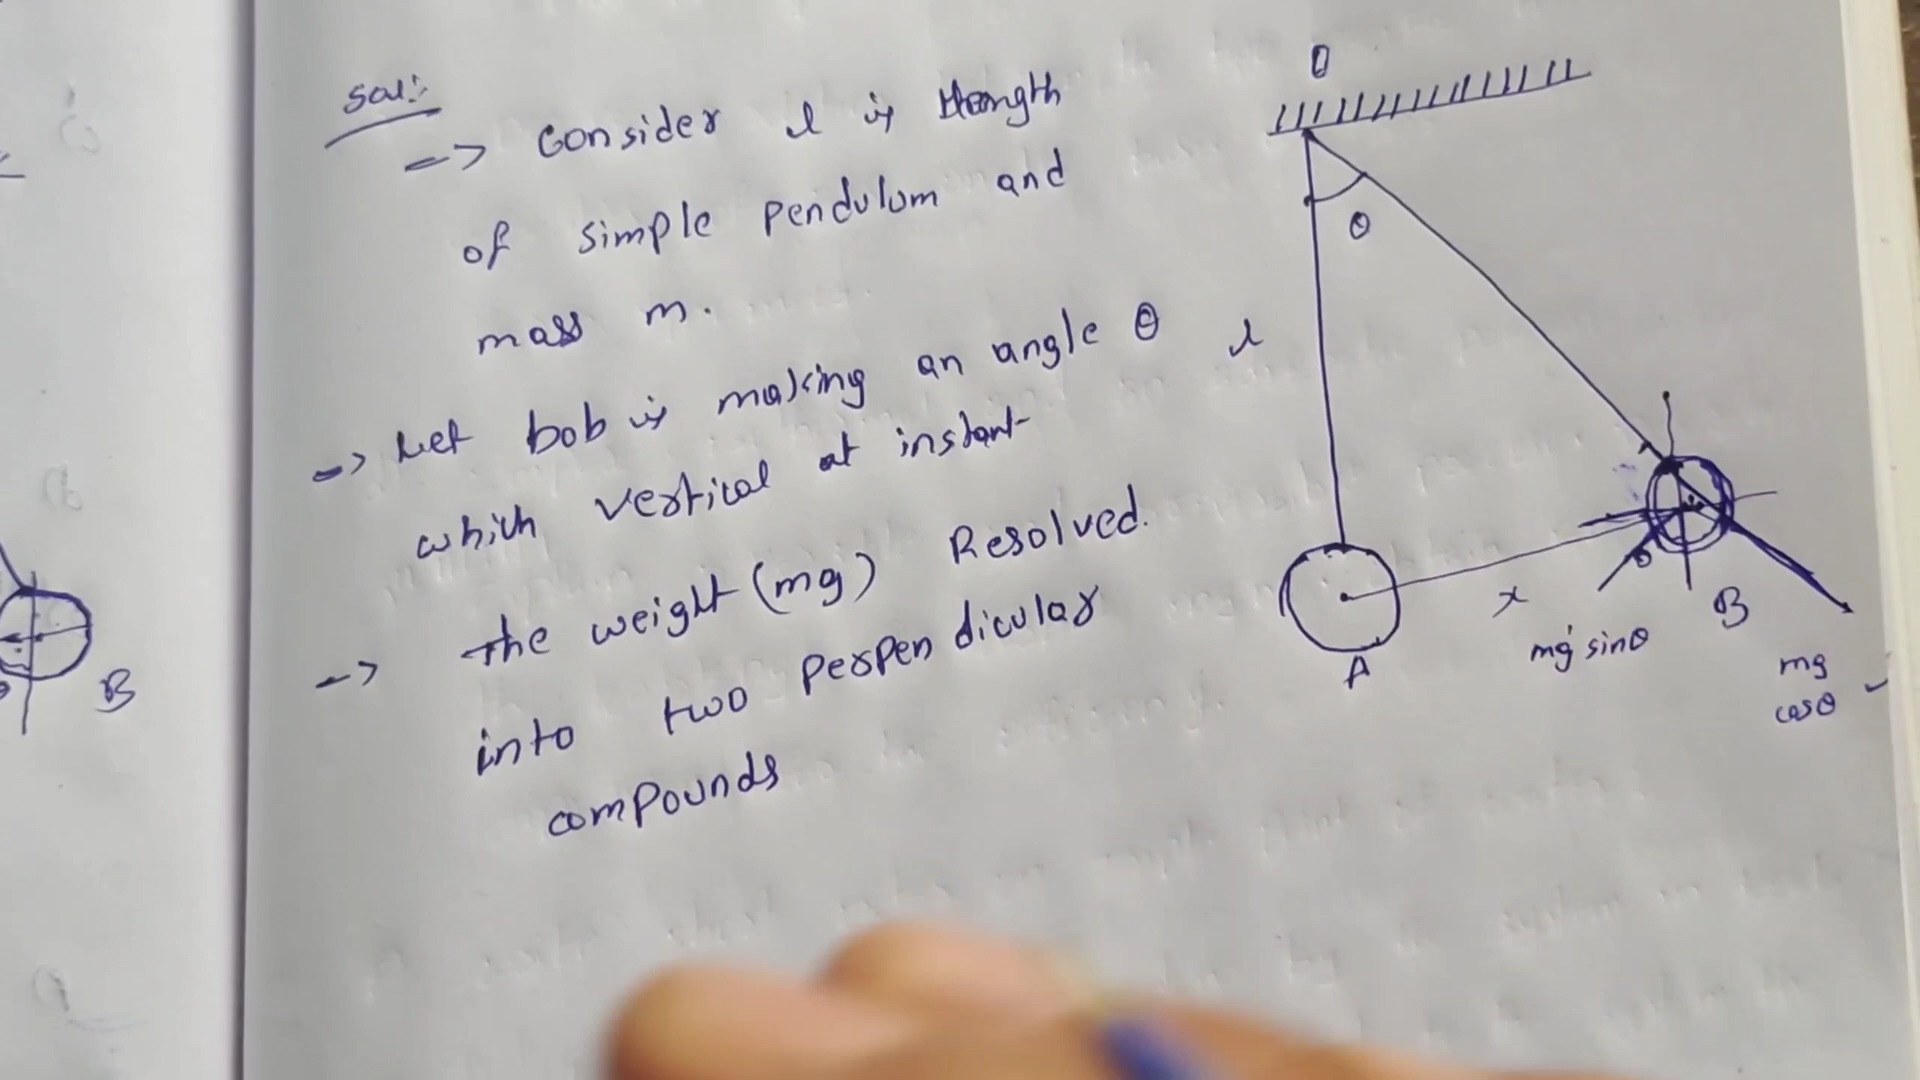 Sol:
=> Consider l is length
of simple pendulum and
mass m.
-> Let bob is making an angle θ
which vertical at instant
-> The weight (mg) Resolved.
into two perpendicular
compounds
O
θ
l
x
A
B
mg sinθ
mg
cosθ
B